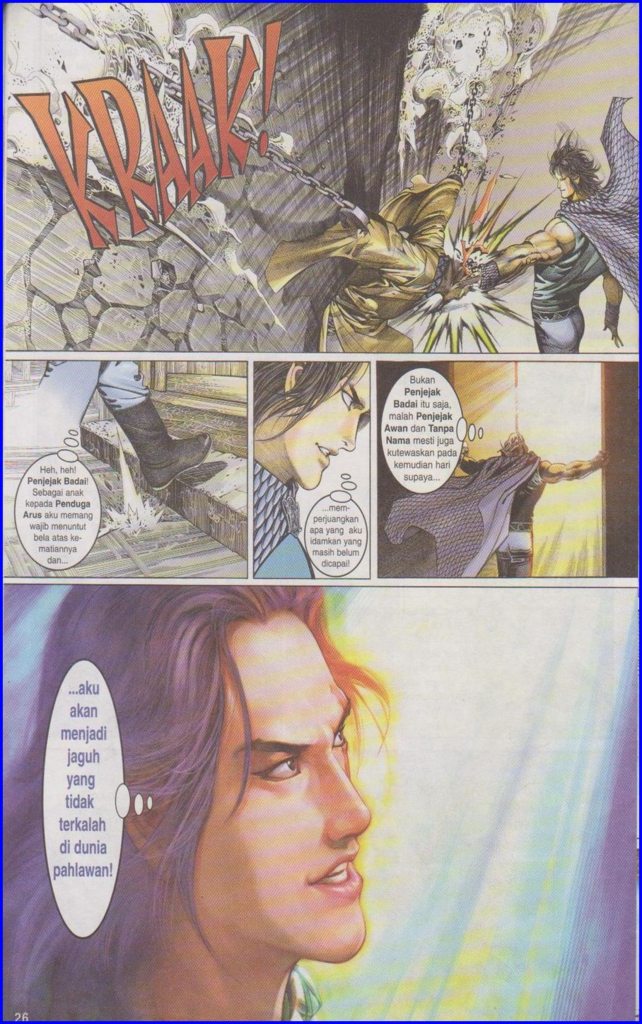 KRAAK!
Heh, heh!
Penjejak Badai!
Sebagai anak
kepada Penduga
Arus aku memang
wajib menuntut
bela atas ke-
matiannya
dan...
...mem-
perjuangkan
apa yang aku
idamkan yang
masih belum
dicapai!
Bukan
Penjejak
Badai itu saja,
malah Penjejak
Awan dan Tanpa
Nama mesti juga
kutewaskan pada
kemudian hari
supaya...
...aku
akan
menjadi
jaguh
yang
tidak
terkalah
di dunia
pahlawan!
26